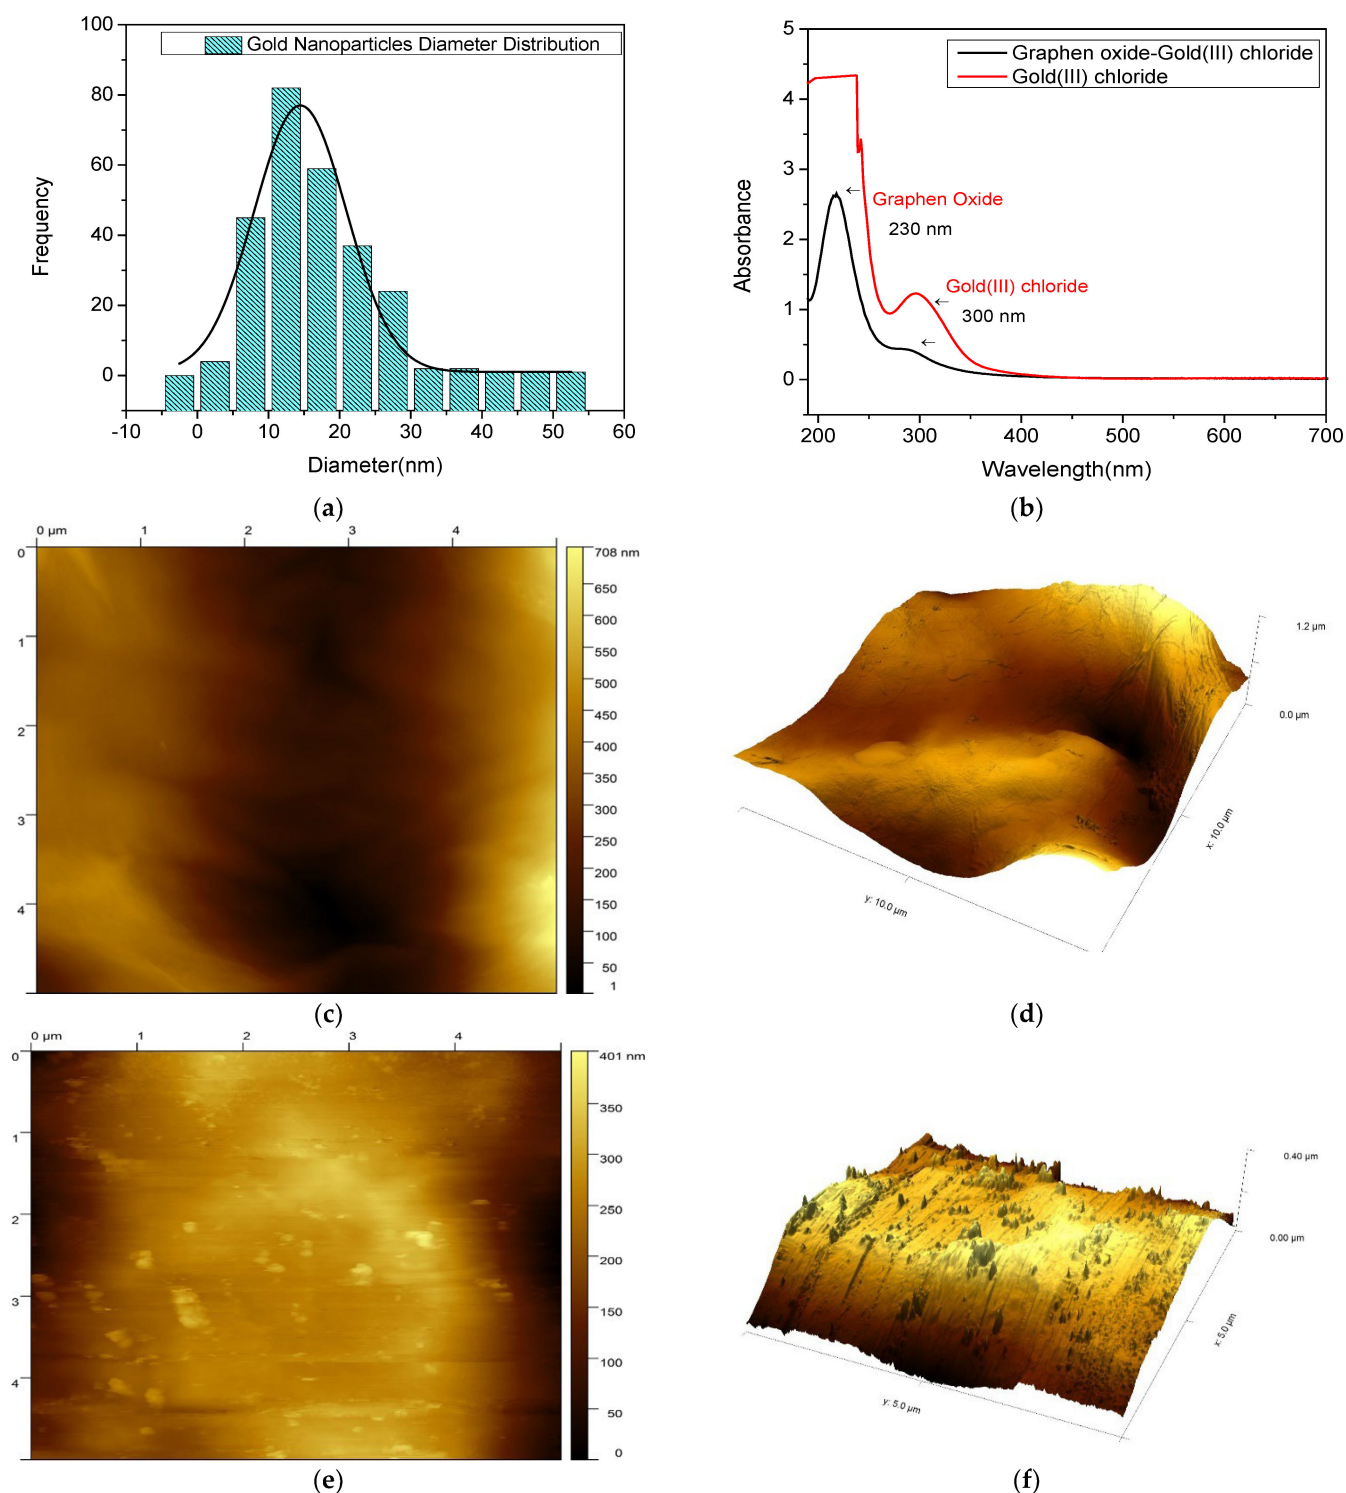 100
80
60
40
20
0
Frequency
Gold Nanoparticles Diameter Distribution
-10 0 10 20 30 40 50 60
Diameter(nm)
(a)
5
4
3
2
1
0
Absorbance
Graphen oxide-Gold(III) chloride
Gold(III) chloride
← Graphen Oxide
230 nm
Gold(III) chloride
← 300 nm
←
200 300 400 500 600 700
Wavelength(nm)
(b)
0 µm 1 2 3 4
0
1
2
3
4
708 nm
650
600
550
500
450
400
350
300
250
200
150
100
50
1
(c)
1.2 µm
0.0 µm
x: 10.0 µm
y: 10.0 µm
(d)
0 µm 1 2 3 4
0
1
2
3
4
401 nm
350
300
250
200
150
100
50
0
(e)
0.40 µm
0.00 µm
x: 5.0 µm
y: 5.0 µm
(f)